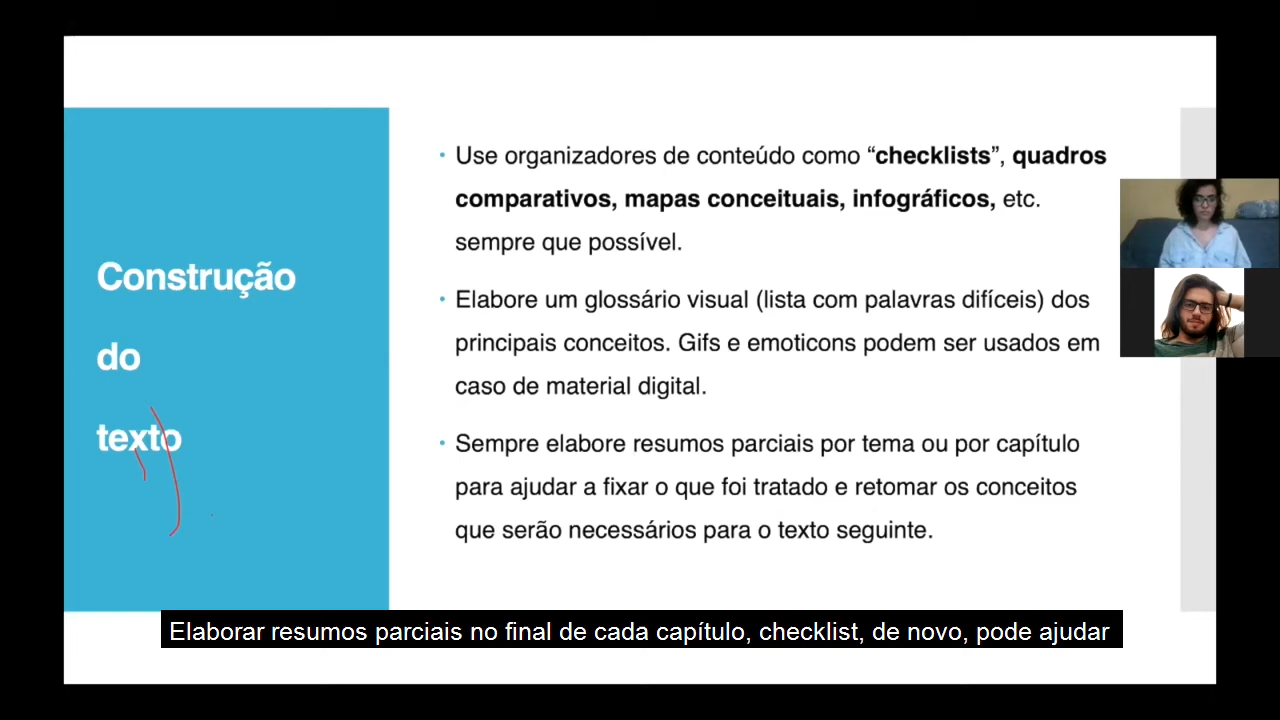 Construção
do
texto
• Use organizadores de conteúdo como “checklists”, quadros
comparativos, mapas conceituais, infográficos, etc.
sempre que possível.
• Elabore um glossário visual (lista com palavras difíceis) dos
principais conceitos. Gifs e emoticons podem ser usados em
caso de material digital.
• Sempre elabore resumos parciais por tema ou por capítulo
para ajudar a fixar o que foi tratado e retomar os conceitos
que serão necessários para o texto seguinte.
Elaborar resumos parciais no final de cada capítulo, checklist, de novo, pode ajudar